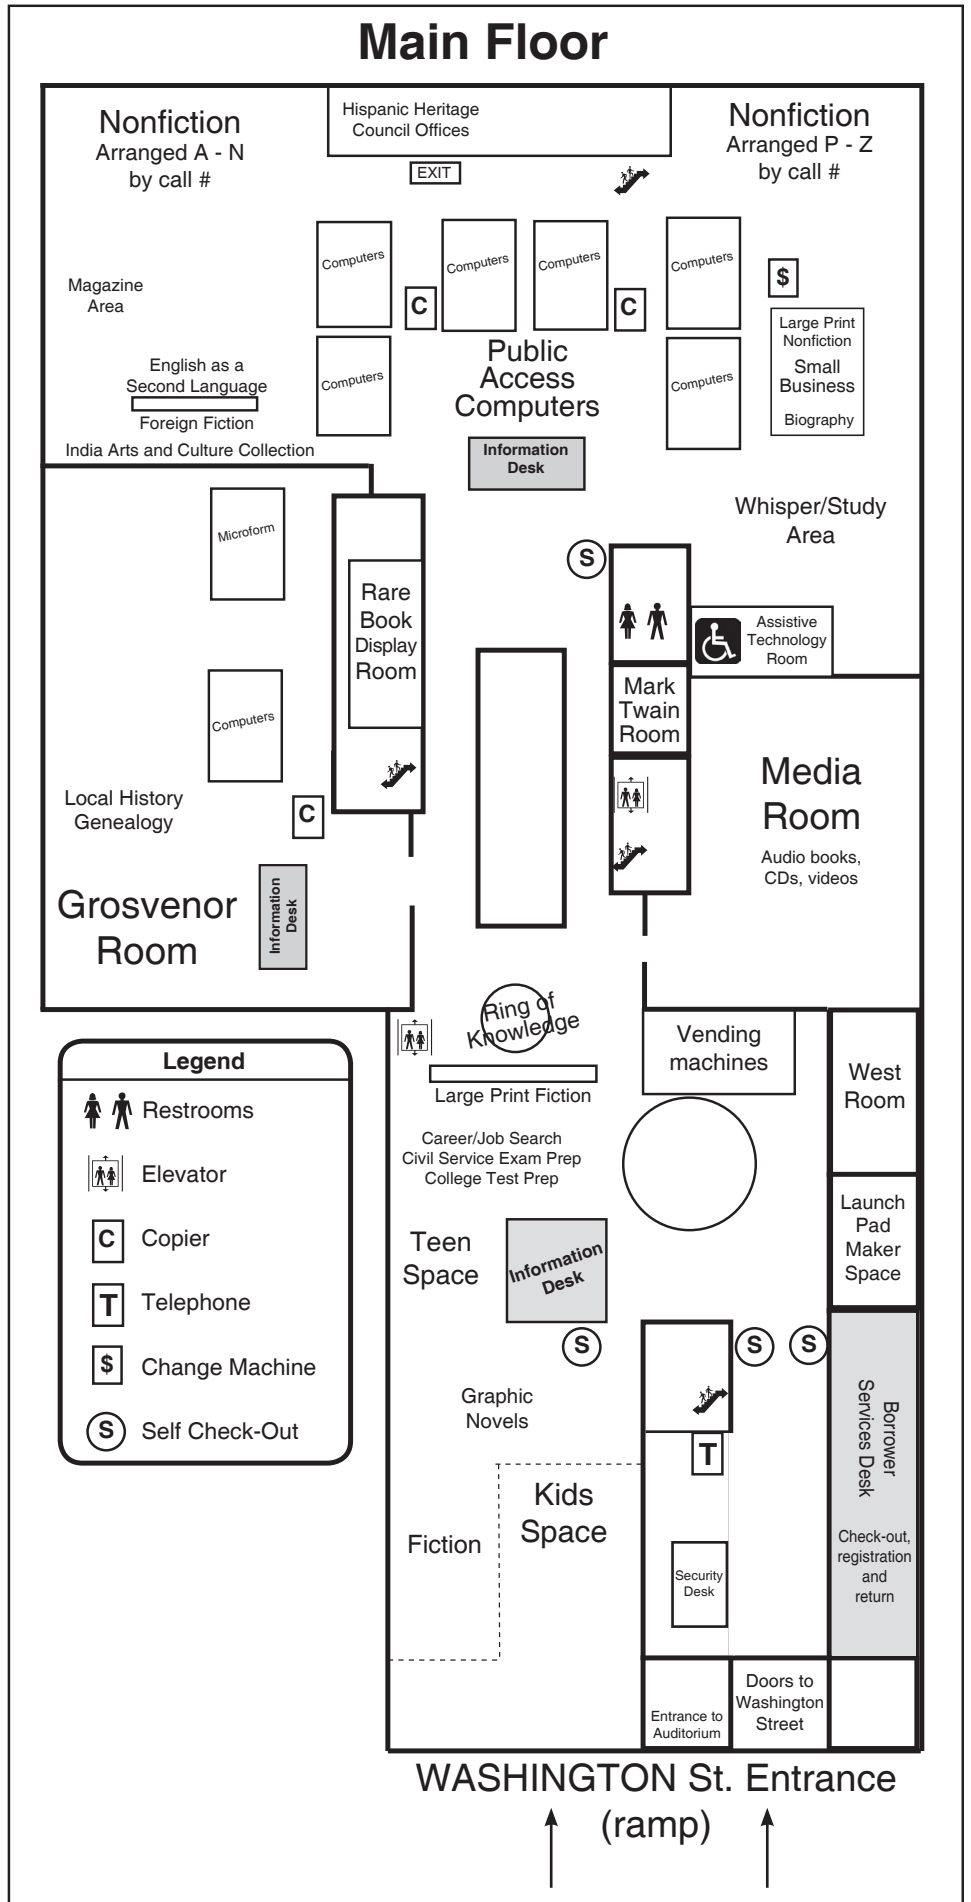 Main Floor
Nonfiction
Arranged A - N
by call #
Hispanic Heritage
Council Offices
EXIT
Nonfiction
Arranged P - Z
by call #
Magazine
Area
Computers
C
Computers
Computers
C
Computers
$
Large Print
Nonfiction
Small
Business
Biography
English as a
Second Language
Foreign Fiction
India Arts and Culture Collection
Computers
Public
Access
Computers
Computers
Information
Desk
Whisper/Study
Area
Microform
Rare
Book
Display
Room
S
Assistive
Technology
Room
Mark
Twain
Room
Computers
Media
Room
Audio books,
CDs, videos
Local History
Genealogy
C
Grosvenor
Room
Information
Desk
Ring of
Knowledge
Large Print Fiction
Vending
machines
West
Room
Legend
Restrooms
Elevator
C
Copier
T
Telephone
$
Change Machine
S
Self Check-Out
Career/Job Search
Civil Service Exam Prep
College Test Prep
Launch
Pad
Maker
Space
Teen
Space
Information
Desk
S
S
S
Graphic
Novels
T
Borrower
Services Desk
Check-out,
registration
and
return
Kids
Space
Fiction
Security
Desk
Entrance to
Auditorium
Doors to
Washington
Street
WASHINGTON St. Entrance
(ramp)